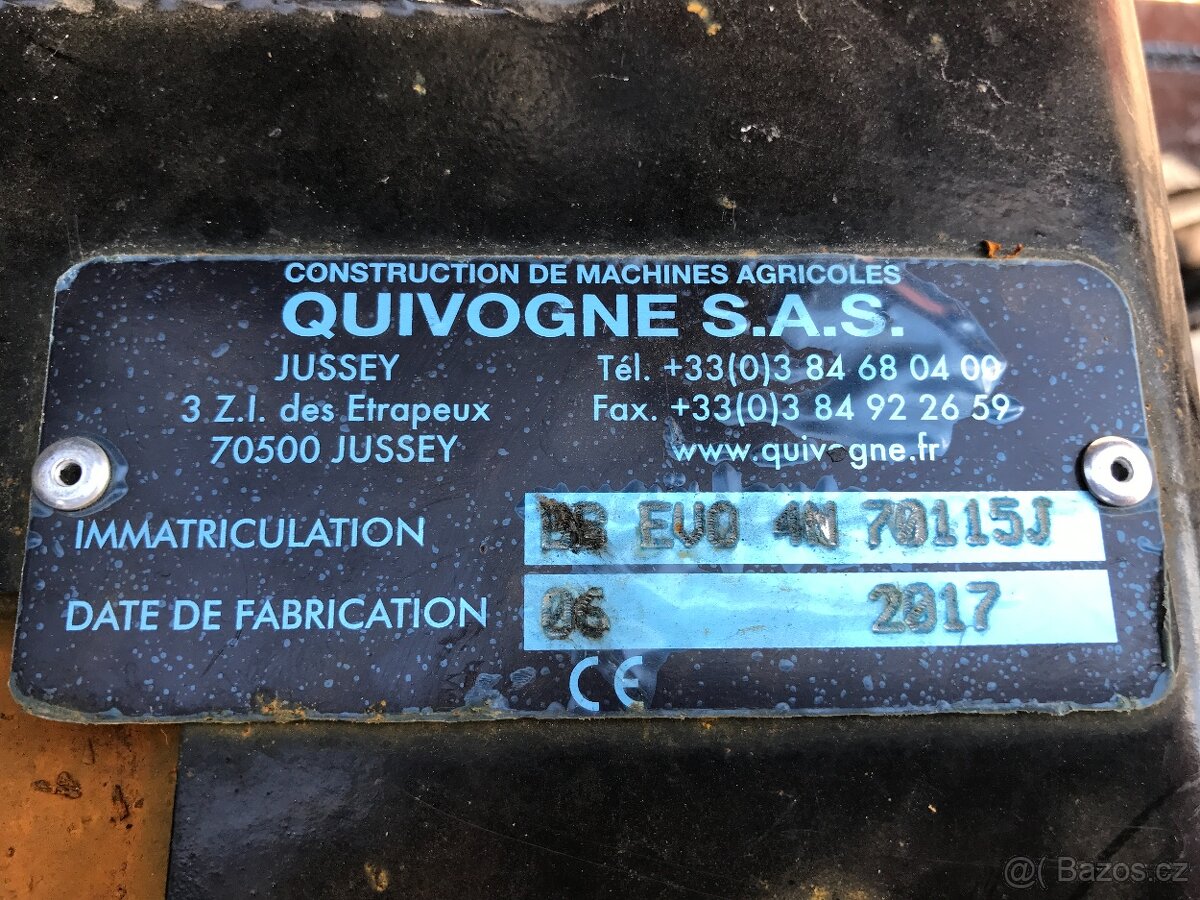 CONSTRUCTION DE MACHINES AGRICOLES
QUIVOGNE S.A.S.
JUSSEY
3 Z.I. des Etrapeux
70500 JUSSEY
Tél. +33(0)3 84 68 04 00
Fax. +33(0)3 84 92 26 59
www.quivogne.fr
IMMATRICULATION EVO 4N 70115J
DATE DE FABRICATION 06 2017
CE
@( Bazos.cz